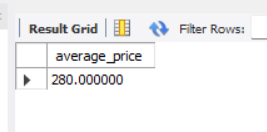 Result Grid Filter Rows:
average_price
280.000000